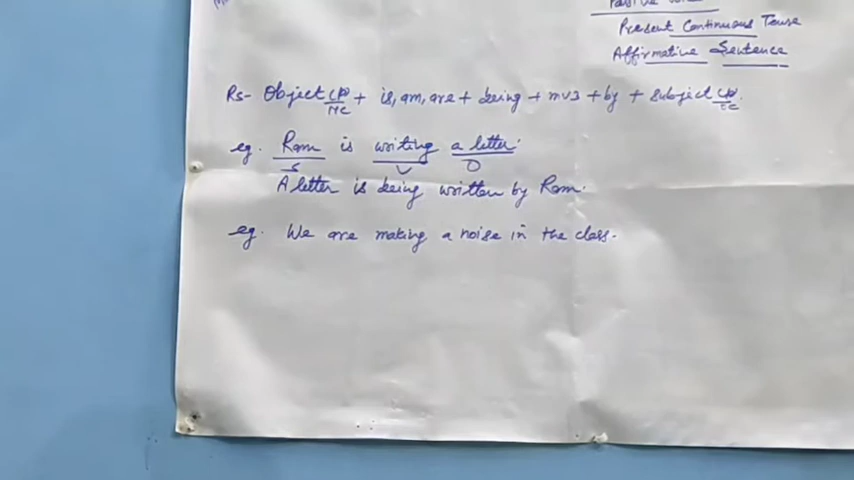 Present Continuous Tense
Affirmative Sentence
Rs- Object + is, am, are + being + mv3 + by + subject
eg. Ram is writing a letter.
S V O
A letter is being written by Ram.
eg. We are making a noise in the class.